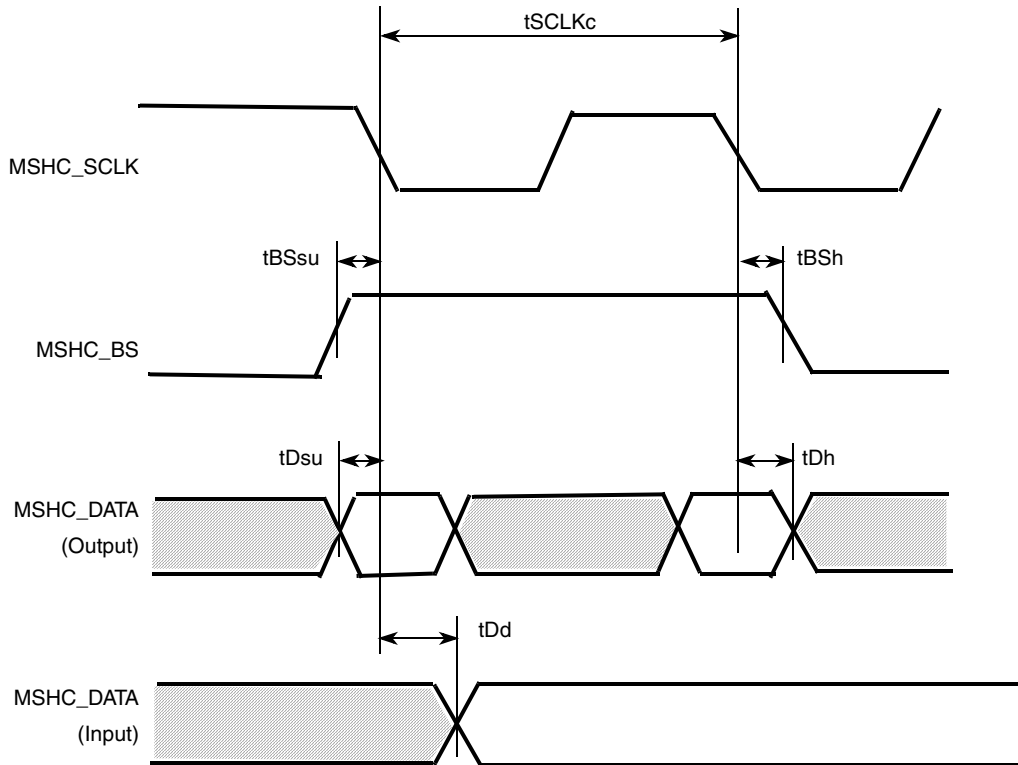 tSCLKc
MSHC_SCLK
tBSsu
tBSh
MSHC_BS
tDsu
tDh
MSHC_DATA
(Output)
tDd
MSHC_DATA
(Input)